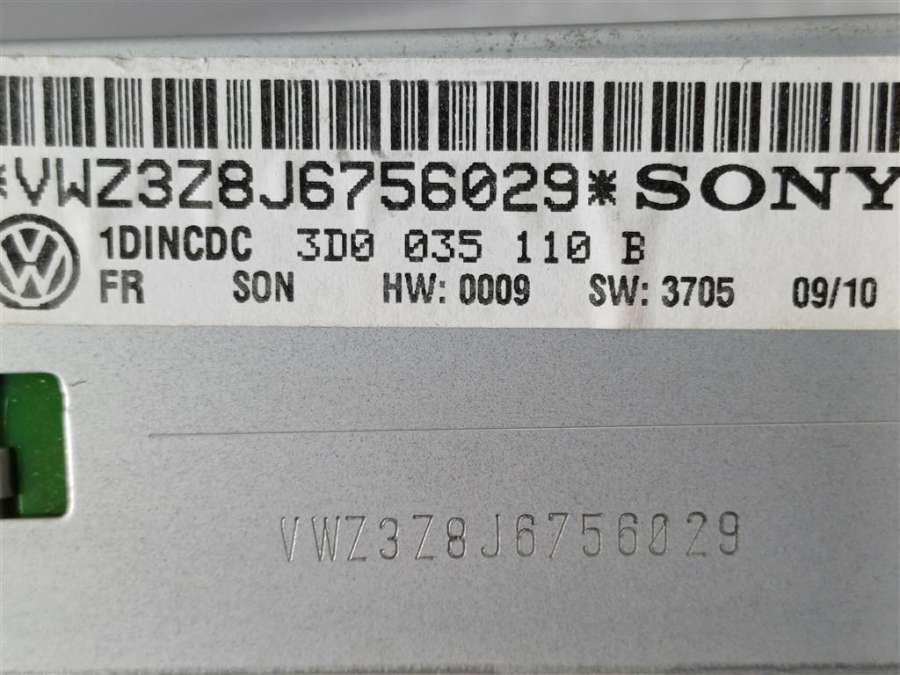 *VWZ3Z8J6756029* SONY
1DINCDC 3D0 035 110 B
FR SON HW: 0009 SW: 3705 09/10
VWZ3Z8J6756029